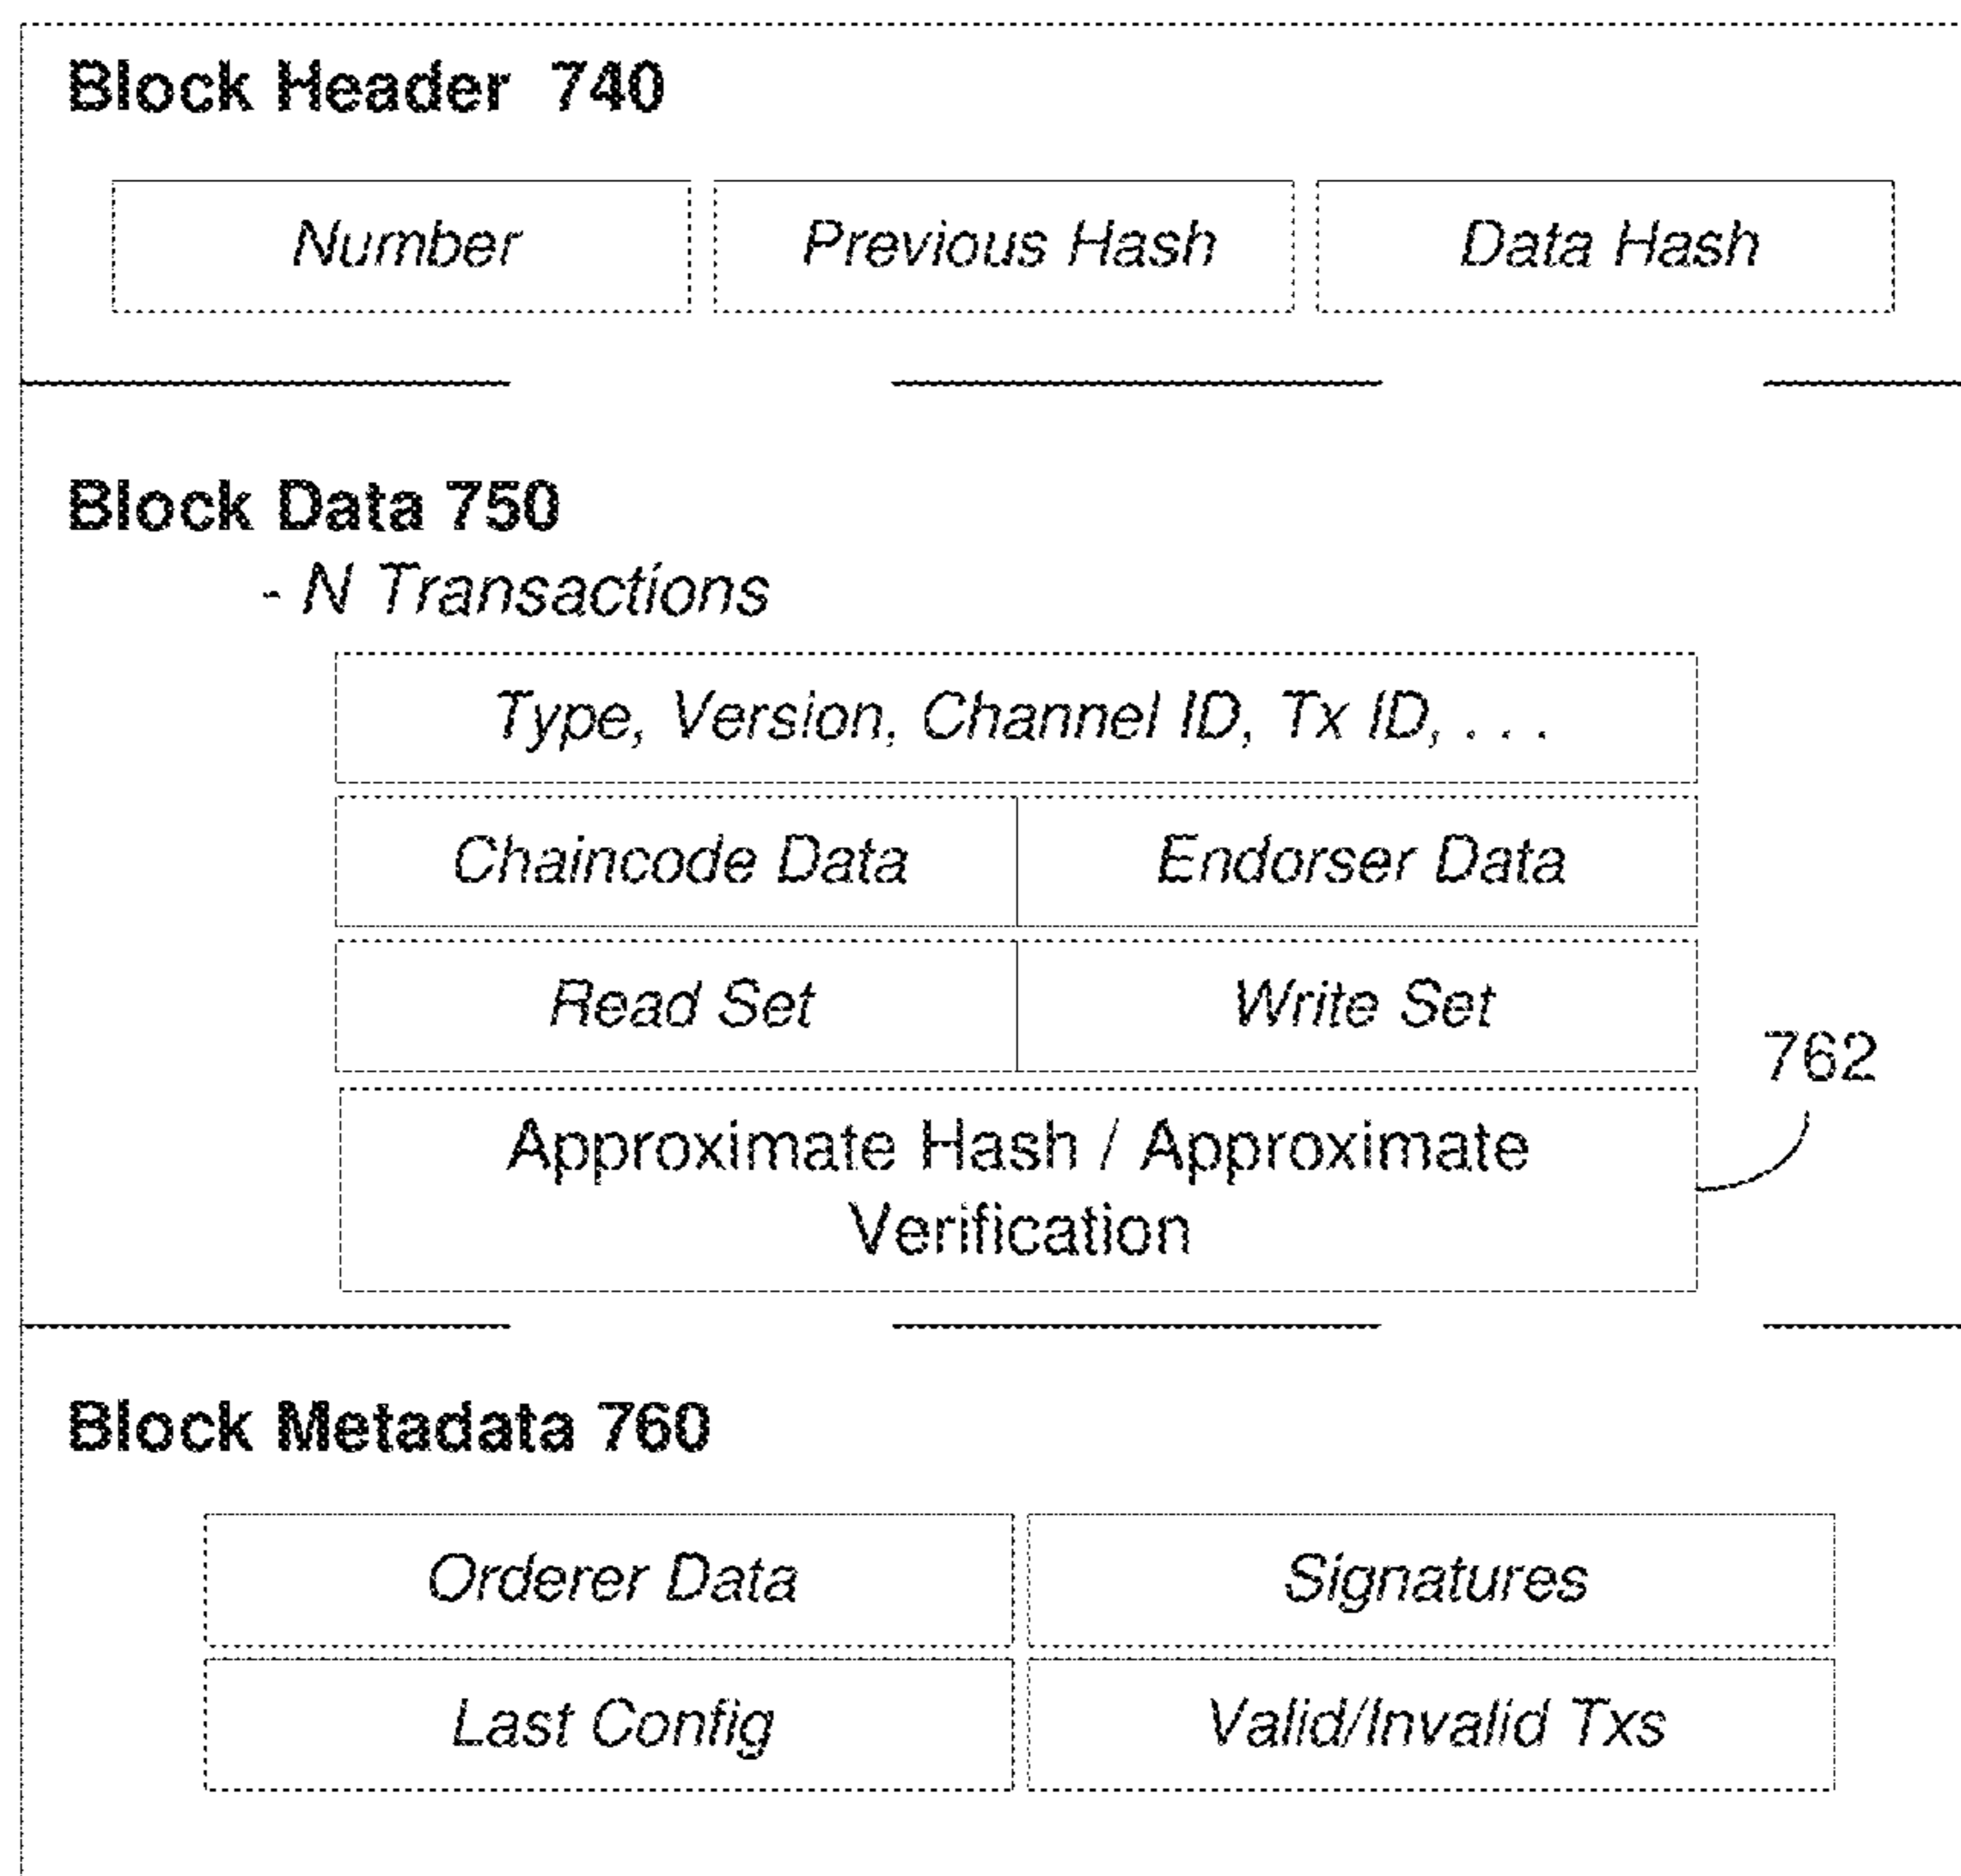 Block Header 740
Number
Previous Hash
Data Hash
Block Data 750
- N Transactions
Type, Version, Channel ID, Tx ID, . . .
Chaincode Data
Endorser Data
Read Set
Write Set
762
Approximate Hash / Approximate
Verification
Block Metadata 760
Orderer Data
Signatures
Last Config
Valid/Invalid Txs